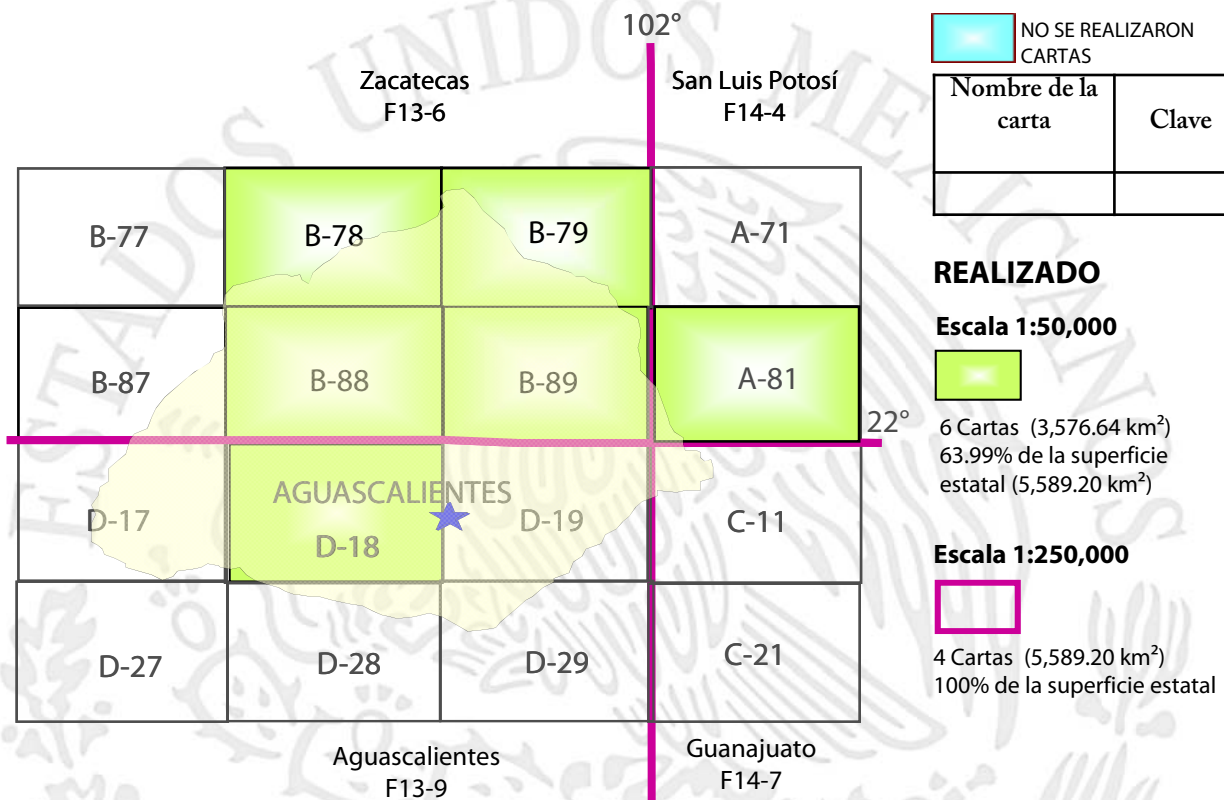 102°
Zacatecas
F13-6
San Luis Potosí
F14-4
B-77
B-78
B-79
A-71
B-87
B-88
B-89
A-81
22°
AGUASCALIENTES
D-17
D-18
D-19
C-11
D-27
D-28
D-29
C-21
Aguascalientes
F13-9
Guanajuato
F14-7
NO SE REALIZARON
CARTAS
Nombre de la
carta
Clave
REALIZADO
Escala 1:50,000
6 Cartas (3,576.64 km²)
63.99% de la superficie
estatal (5,589.20 km²)
Escala 1:250,000
4 Cartas (5,589.20 km²)
100% de la superficie estatal
ESTADOS UNIDOS MEXICANOS